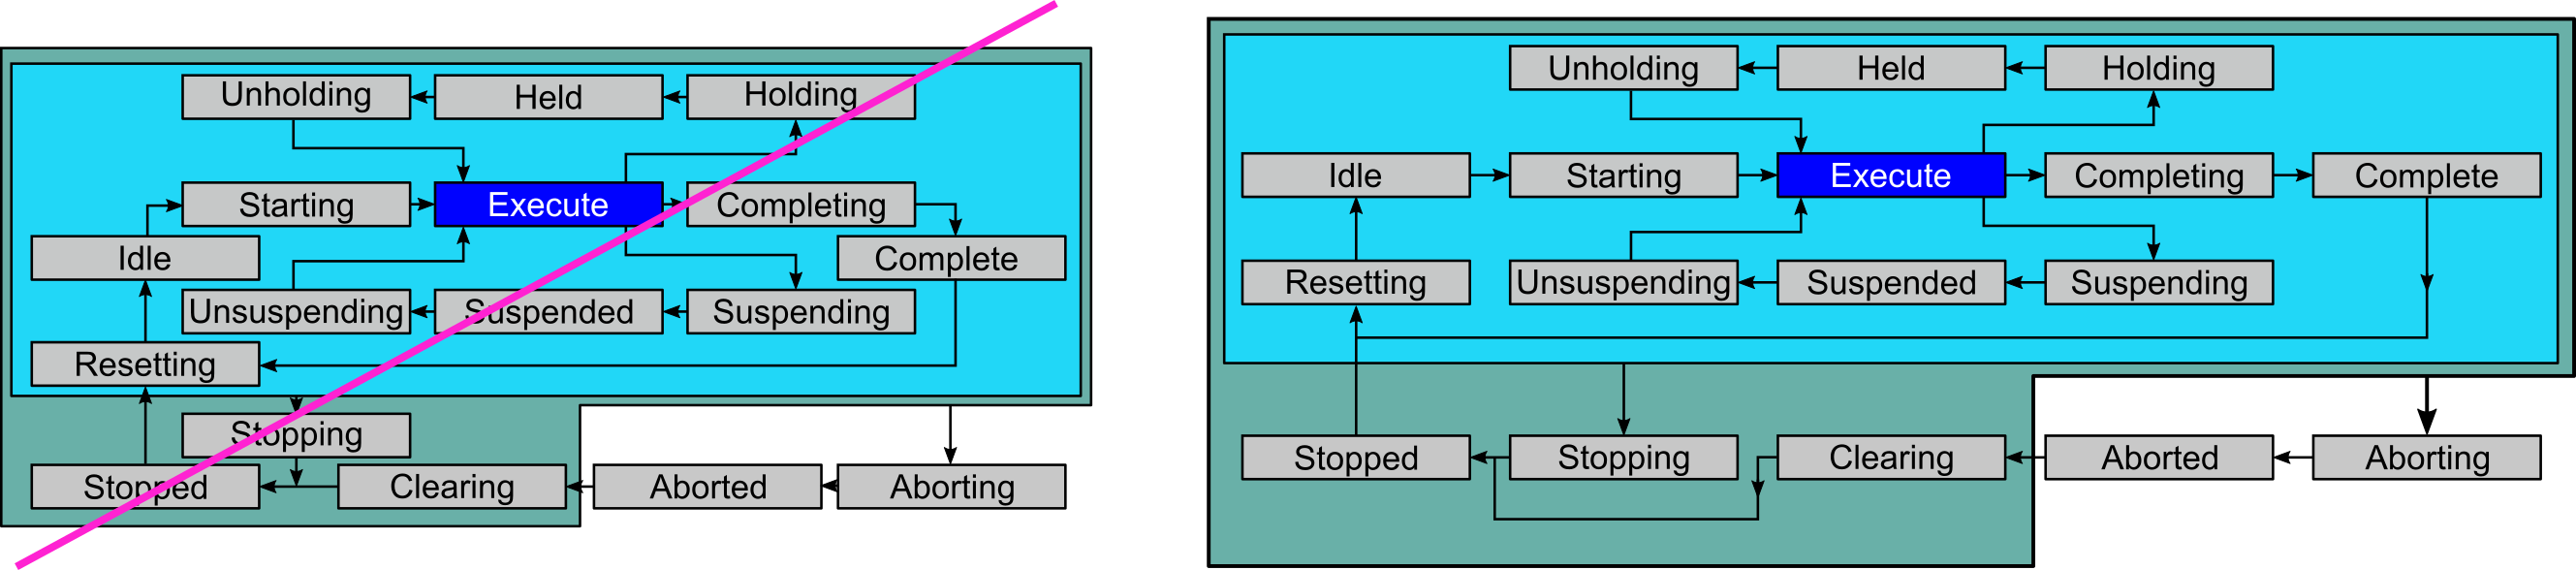 Unholding
Held
Holding
Starting
Execute
Completing
Idle
Complete
Unsuspending
Suspended
Suspending
Resetting
Stopping
Stopped
Clearing
Aborted
Aborting
Unholding
Held
Holding
Idle
Starting
Execute
Completing
Complete
Resetting
Unsuspending
Suspended
Suspending
Stopped
Stopping
Clearing
Aborted
Aborting